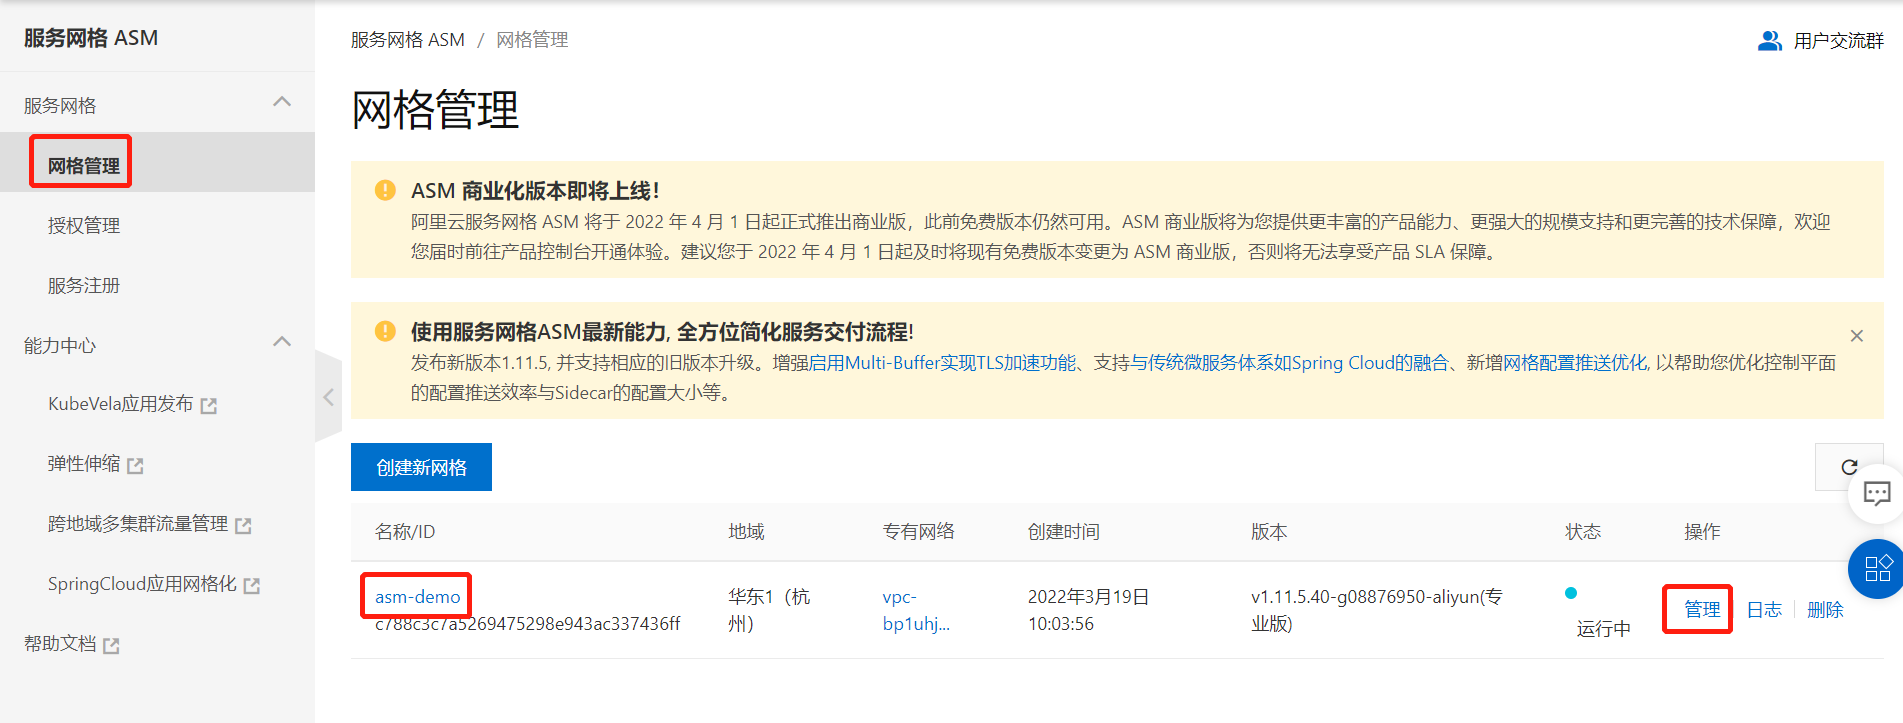 服务网格 ASM
服务网格
网格管理
授权管理
服务注册
能力中心
KubeVela应用发布
弹性伸缩
跨地域多集群流量管理
SpringCloud应用网格化
帮助文档
服务网格 ASM / 网格管理
用户交流群
网格管理
ASM 商业化版本即将上线！
阿里云服务网格 ASM 将于 2022 年 4 月 1 日起正式推出商业版，此前免费版本仍然可用。ASM 商业版将为您提供更丰富的产品能力、更强大的规模支持和更完善的技术保障，欢迎
您届时前往产品控制台开通体验。建议您于 2022 年 4 月 1 日起及时将现有免费版本变更为 ASM 商业版，否则将无法享受产品 SLA 保障。
使用服务网格ASM最新能力, 全方位简化服务交付流程!
发布新版本1.11.5, 并支持相应的旧版本升级。增强启用Multi-Buffer实现TLS加速功能、支持与传统微服务体系如Spring Cloud的融合、新增网格配置推送优化, 以帮助您优化控制平面
的配置推送效率与Sidecar的配置大小等。
创建新网格
名称/ID 地域 专有网络 创建时间 版本 状态 操作
asm-demo
c788c3c7a5269475298e943ac337436ff
华东1（杭
州）
vpc-
bp1uhj...
2022年3月19日
10:03:56
v1.11.5.40-g08876950-aliyun(专
业版)
运行中
管理 日志 删除